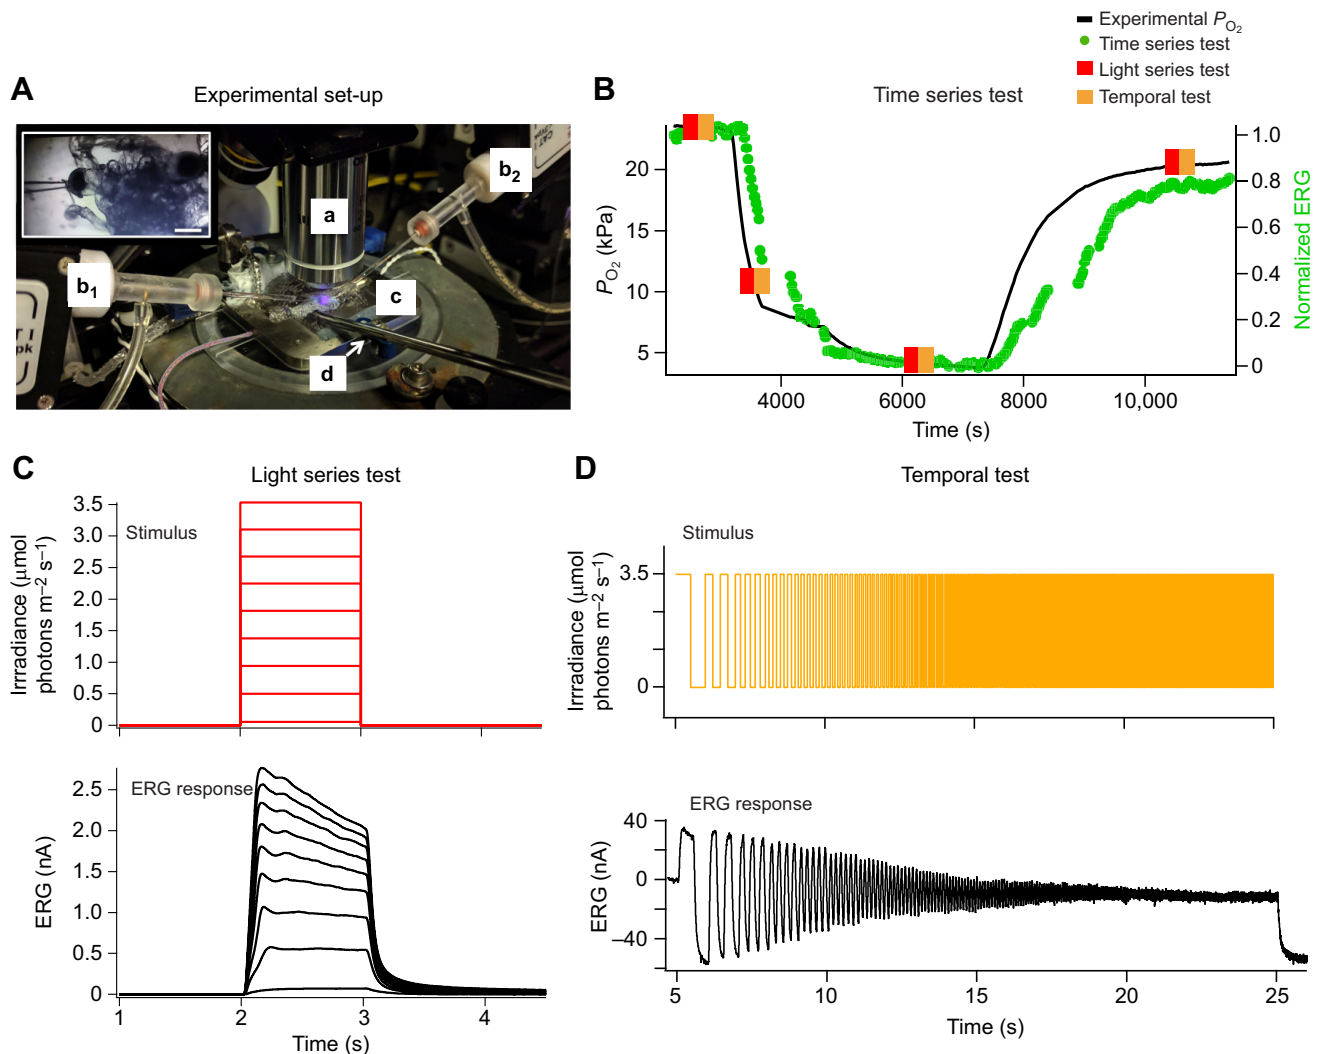 Experimental P_O2
Time series test
Light series test
Temporal test
A
Experimental set-up
B
Time series test
a
b1
b2
c
d
20
15
10
5
P_O2 (kPa)
1.0
0.8
0.6
0.4
0.2
0
Normalized ERG
4000 6000 8000 10,000
Time (s)
C
Light series test
Stimulus
3.5
3.0
2.5
2.0
1.5
1.0
0.5
0
Irrradiance (µmol
photons m–2 s–1)
ERG response
2.5
2.0
1.5
1.0
0.5
0
ERG (nA)
1 2 3 4
Time (s)
D
Temporal test
Stimulus
3.5
0
Irrradiance (µmol
photons m–2 s–1)
ERG response
40
0
–40
ERG (nA)
5 10 15 20 25
Time (s)